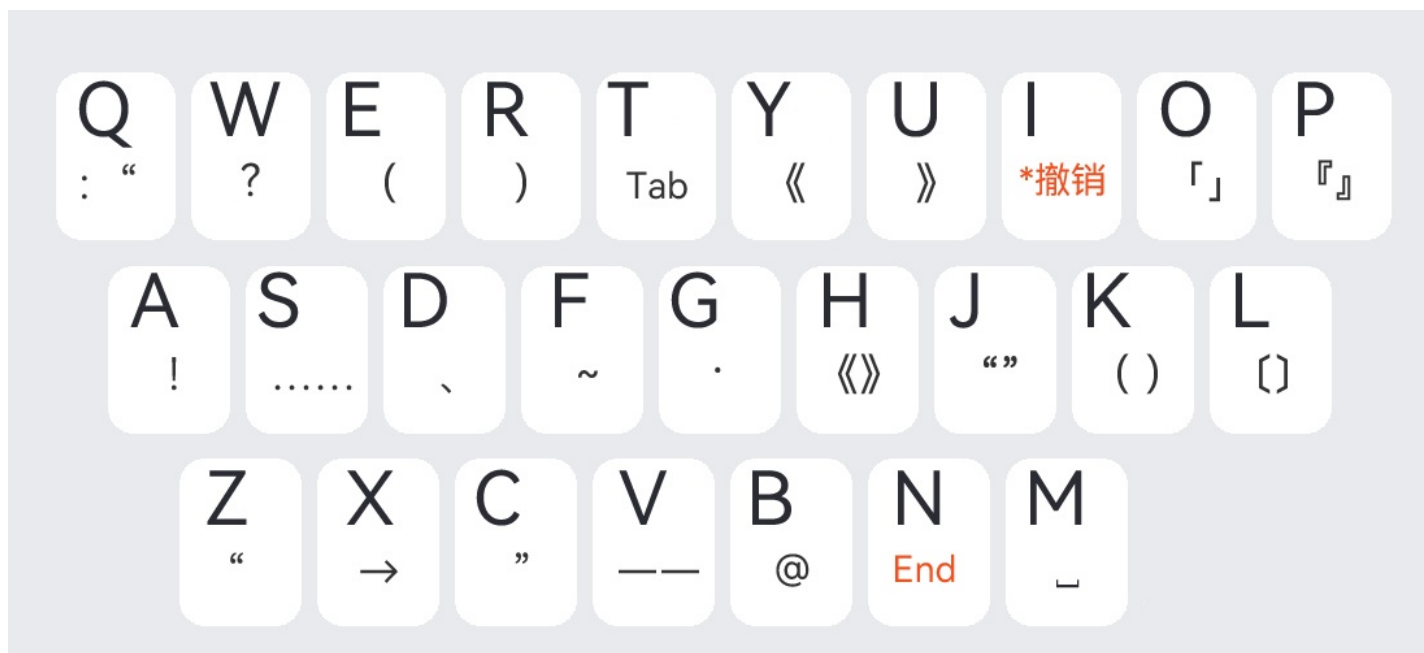 Q W E R T Y U I O P
：“ ？ （ ） Tab 《 》 *撤销 「」 『』
A S D F G H J K L
！ …… 、 ~ · 《》 “” （） 〔〕
Z X C V B N M
“ → ” —— @ End ⎵